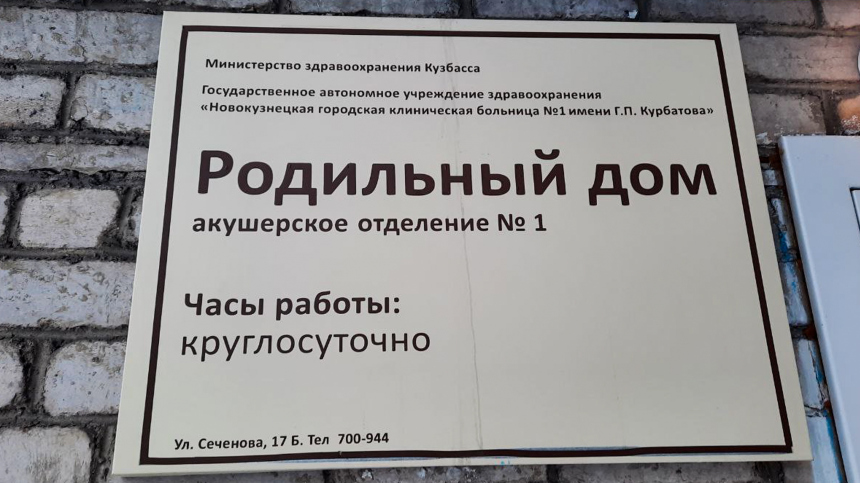 Министерство здравоохранения Кузбасса
Государственное автономное учреждение здравоохранения
«Новокузнецкая городская клиническая больница №1 имени Г.П. Курбатова»
Родильный дом
акушерское отделение № 1
Часы работы:
круглосуточно
Ул. Сеченова, 17 Б. Тел 700-944